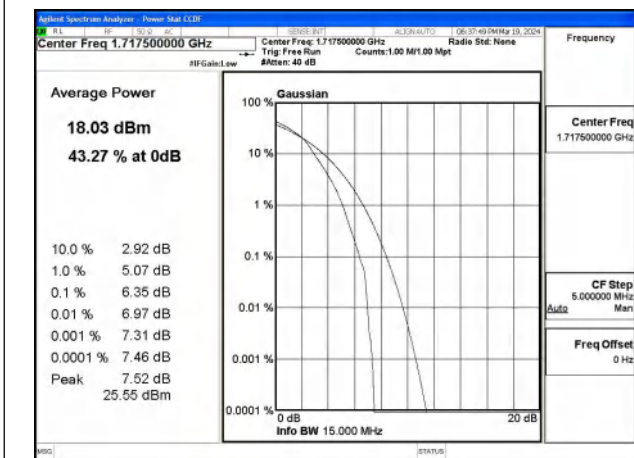 Agilent Spectrum Analyzer - Power Stat CCDF
RL RF 50 Ω AC SENSE:INT ALIGN AUTO 06:37:49 PM Mar 19, 2024
Center Freq 1.717500000 GHz
Center Freq: 1.717500000 GHz
Radio Std: None
Trig: Free Run
Counts:1.00 M/1.00 Mpt
#IFGain:Low
#Atten: 40 dB
Frequency
Average Power
18.03 dBm
43.27 % at 0dB
10.0 % 2.92 dB
1.0 % 5.07 dB
0.1 % 6.35 dB
0.01 % 6.97 dB
0.001 % 7.31 dB
0.0001 % 7.46 dB
Peak 7.52 dB
25.55 dBm
Gaussian
100 %
10 %
1 %
0.1 %
0.01 %
0.001 %
0.0001 %
0 dB
20 dB
Info BW 15.000 MHz
Center Freq
1.717500000 GHz
CF Step
5.000000 MHz
Auto Man
Freq Offset
0 Hz
MSG
STATUS